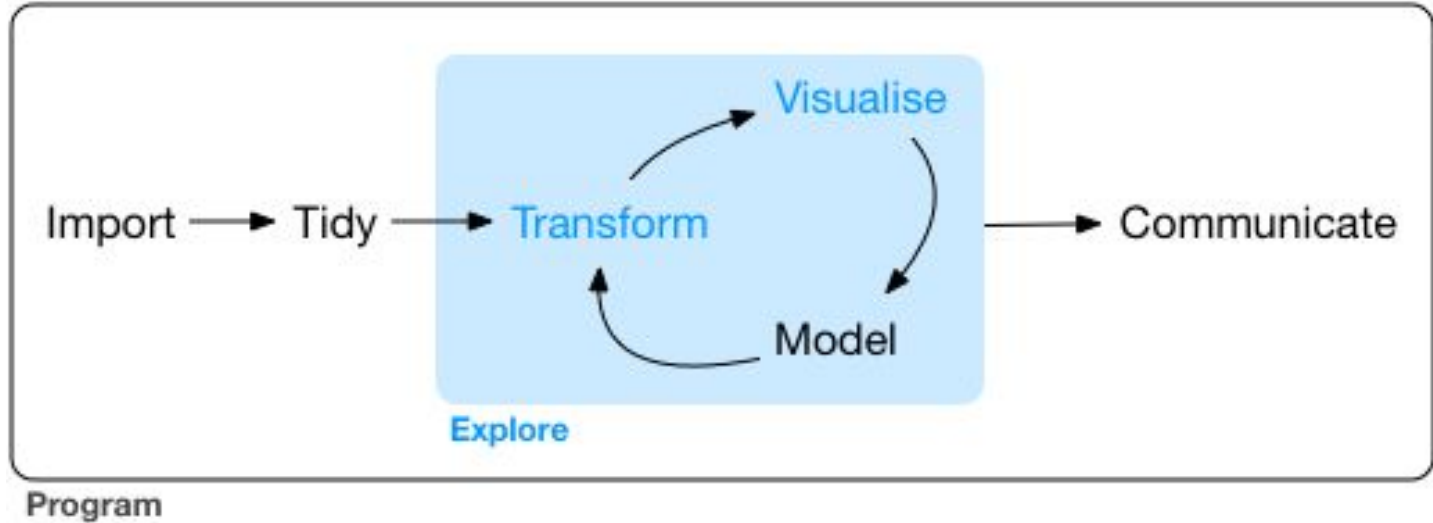 Visualise
Import
Tidy
Transform
Communicate
Model
Explore
Program